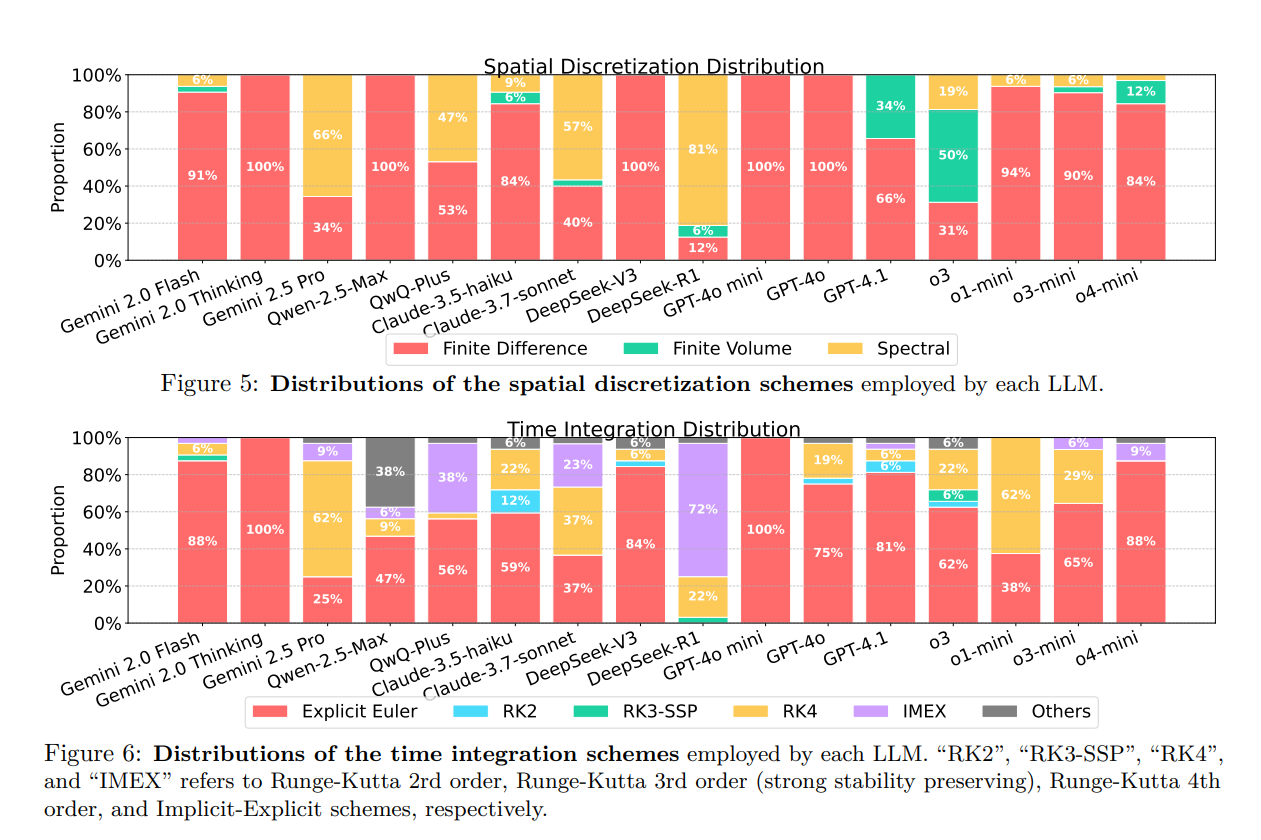 Spatial Discretization Distribution
Proportion
100%
80%
60%
40%
20%
0%
6%
91%
100%
66%
34%
100%
47%
53%
9%
6%
84%
57%
40%
100%
81%
6%
12%
100%
100%
34%
66%
19%
50%
31%
6%
94%
6%
90%
12%
84%
Gemini 2.0 Flash
Gemini 2.0 Thinking
Gemini 2.5 Pro
Qwen-2.5-Max
QwQ-Plus
Claude-3.5-haiku
Claude-3.7-sonnet
DeepSeek-V3
DeepSeek-R1
GPT-4o mini
GPT-4o
GPT-4.1
o3
o1-mini
o3-mini
o4-mini
Finite Difference Finite Volume Spectral
Figure 5: Distributions of the spatial discretization schemes employed by each LLM.
Time Integration Distribution
Proportion
100%
80%
60%
40%
20%
0%
6%
88%
100%
9%
62%
25%
38%
6%
9%
47%
38%
56%
6%
22%
12%
59%
23%
37%
37%
6%
6%
84%
72%
22%
100%
19%
75%
6%
6%
81%
6%
22%
6%
62%
62%
38%
6%
29%
65%
9%
88%
Gemini 2.0 Flash
Gemini 2.0 Thinking
Gemini 2.5 Pro
Qwen-2.5-Max
QwQ-Plus
Claude-3.5-haiku
Claude-3.7-sonnet
DeepSeek-V3
DeepSeek-R1
GPT-4o mini
GPT-4o
GPT-4.1
o3
o1-mini
o3-mini
o4-mini
Explicit Euler RK2 RK3-SSP RK4 IMEX Others
Figure 6: Distributions of the time integration schemes employed by each LLM. “RK2”, “RK3-SSP”, “RK4”,
and “IMEX” refers to Runge-Kutta 2rd order, Runge-Kutta 3rd order (strong stability preserving), Runge-Kutta 4th
order, and Implicit-Explicit schemes, respectively.